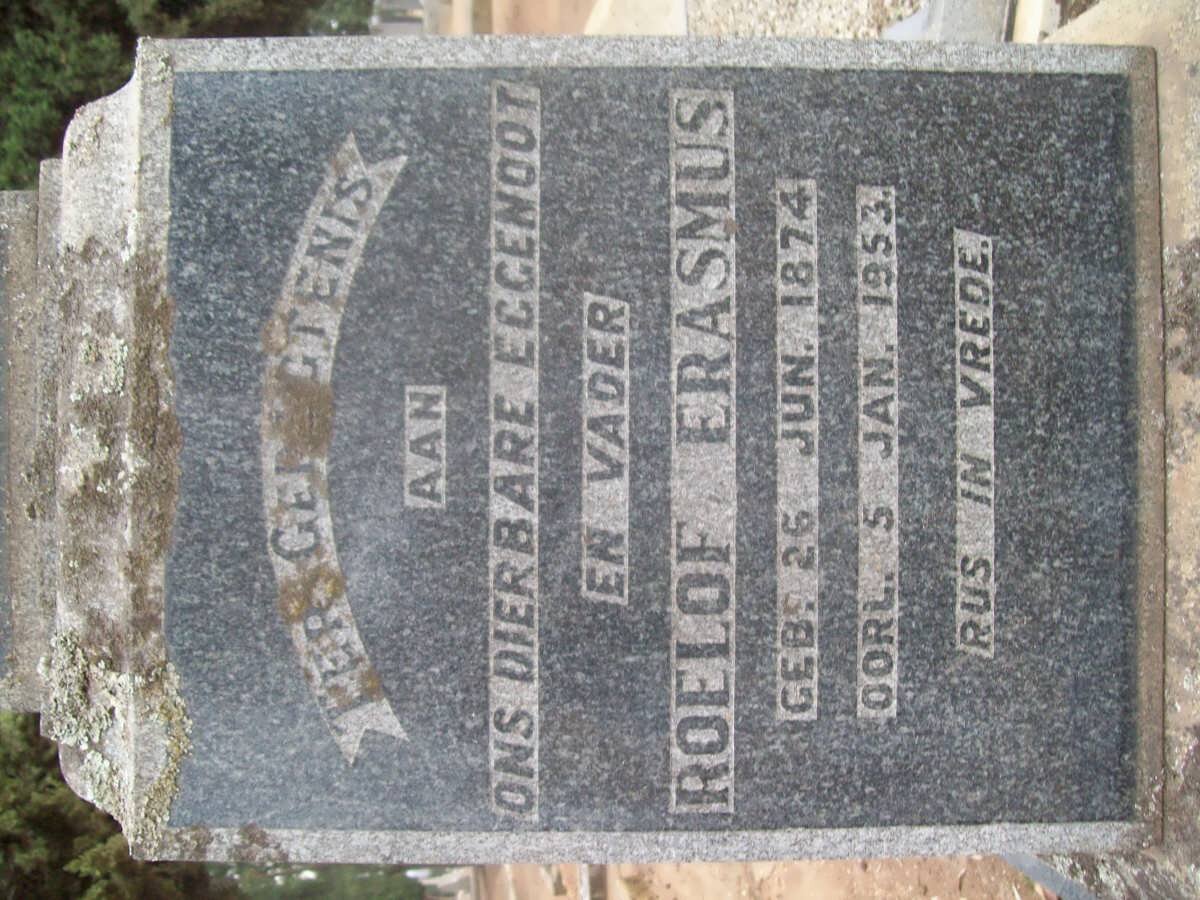 TER GEDAGTENIS
AAN
ONS DIERBARE EGGENOOT
EN VADER
ROELOF ERASMUS
GEB. 26 JUN. 1874
OORL. 5 JAN. 1953.
RUS IN VREDE.